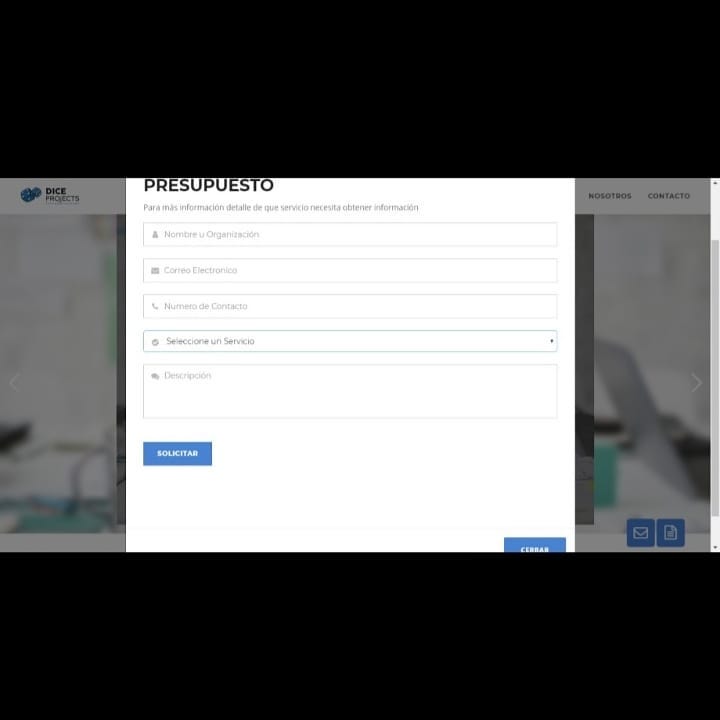 PRESUPUESTO
DICE
PROJECTS
NOSOTROS CONTACTO
Para más información detalle de que servicio necesita obtener información
Nombre u Organización
Correo Electronico
Numero de Contacto
Seleccione un Servicio
Descripción
SOLICITAR
CERRAR